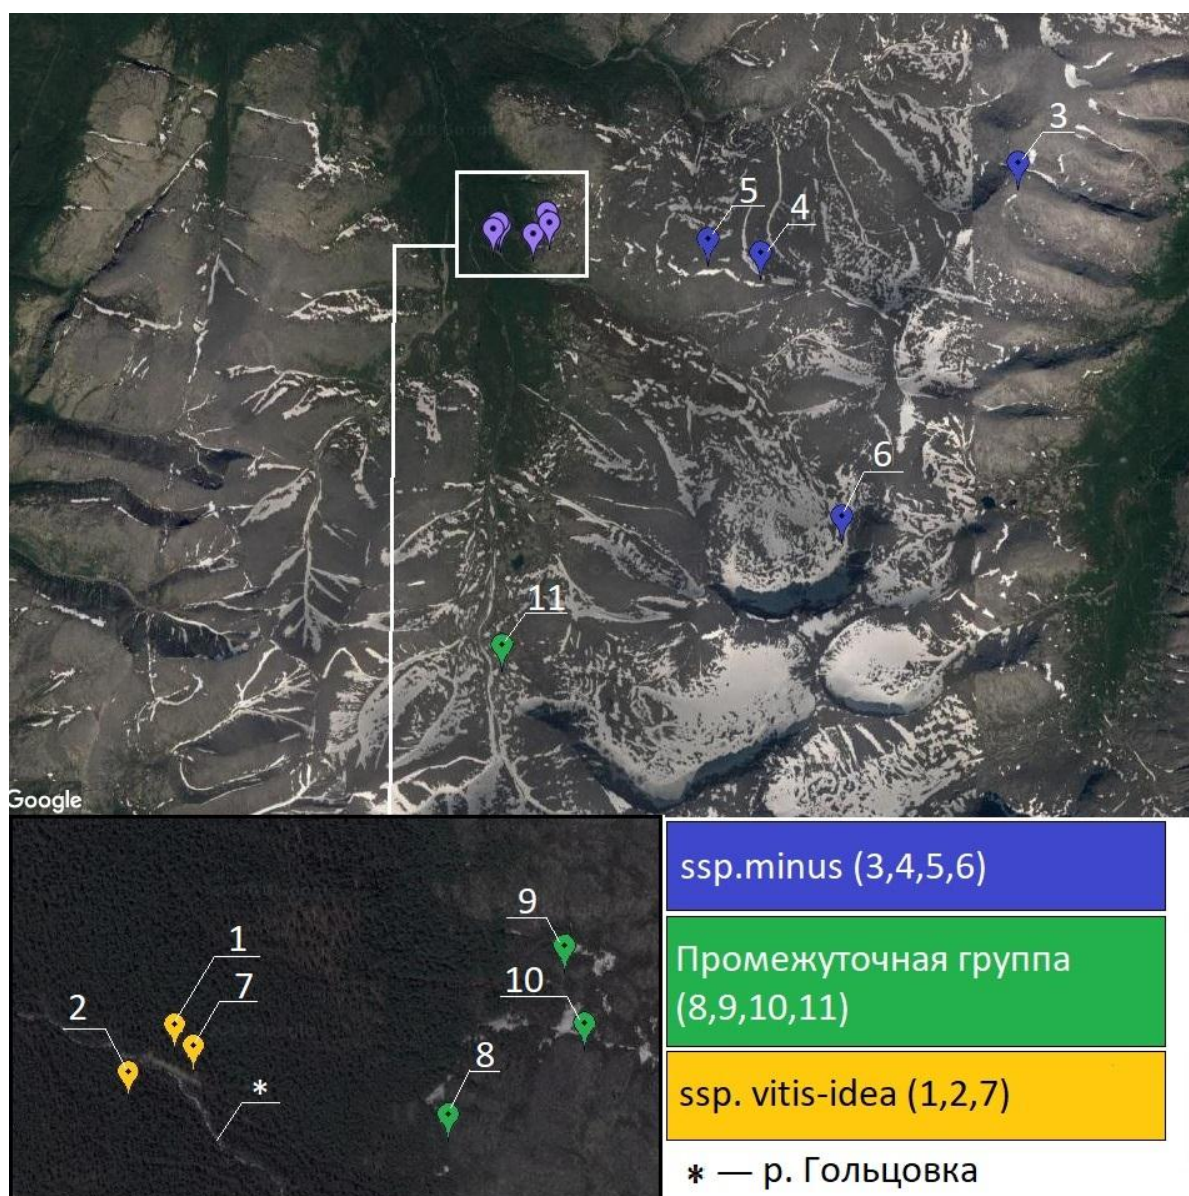 3
5
4
6
11
Google
1
9
7
10
2
8
*
ssp.minus (3,4,5,6)
Промежуточная группа
(8,9,10,11)
ssp. vitis-idea (1,2,7)
* — р. Гольцовка